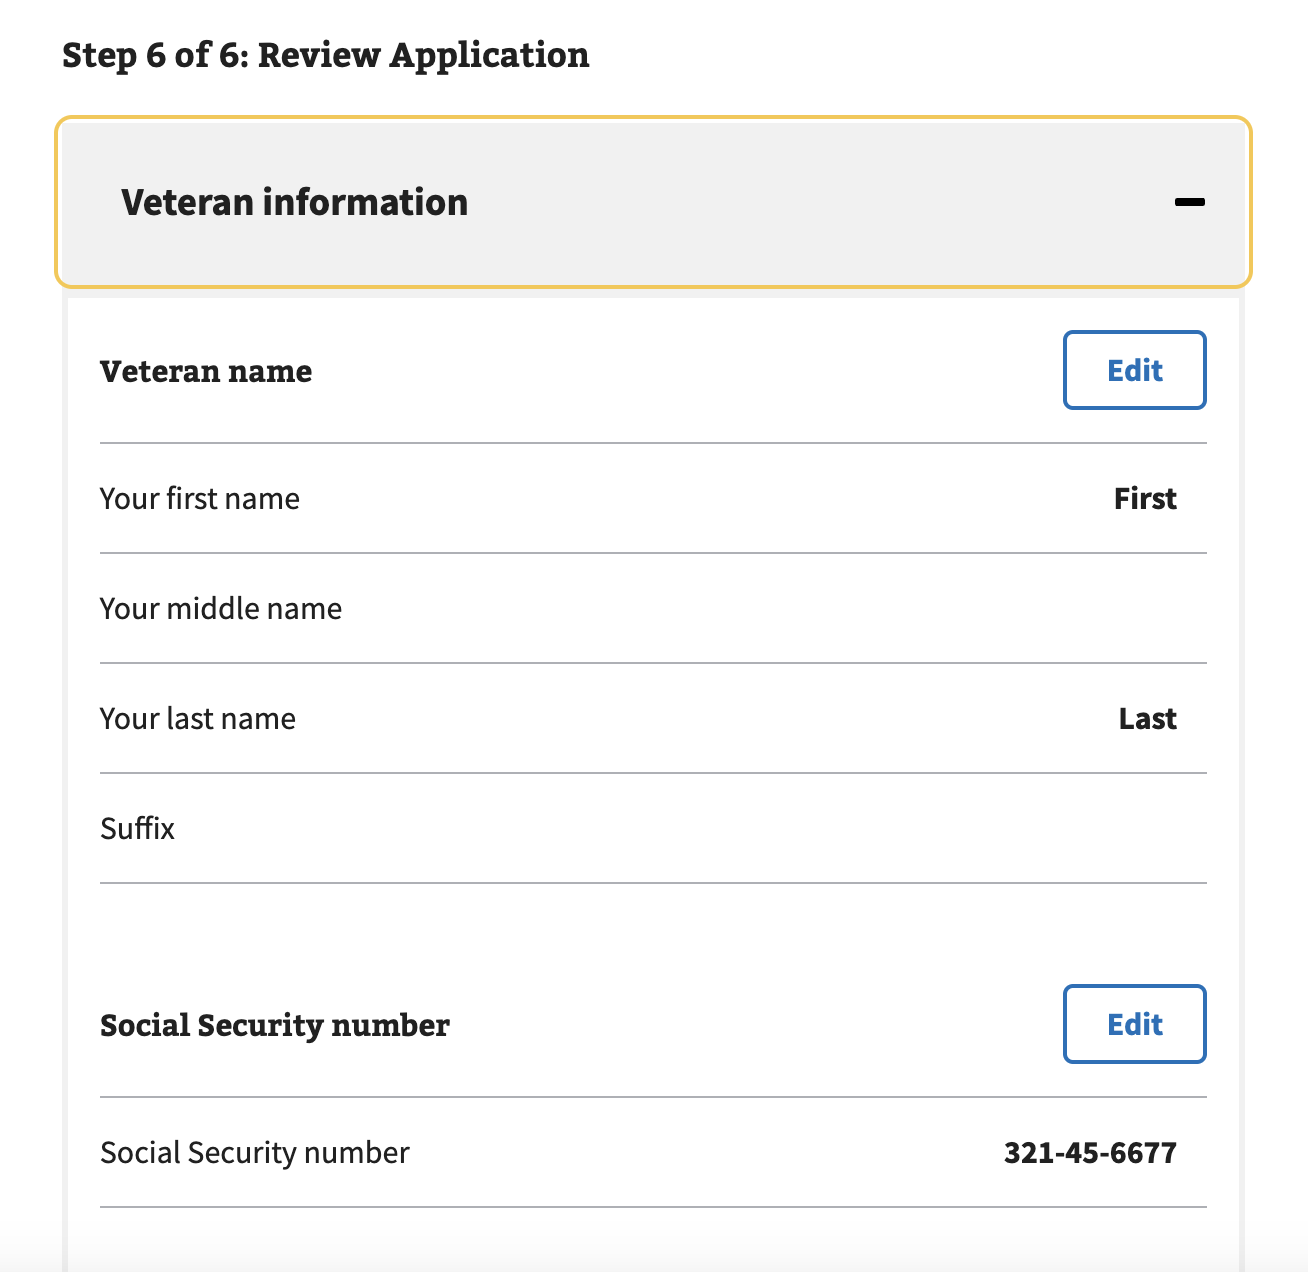 Step 6 of 6: Review Application
Veteran information
Veteran name
Edit
Your first name
First
Your middle name
Your last name
Last
Suffix
Social Security number
Edit
Social Security number
321-45-6677